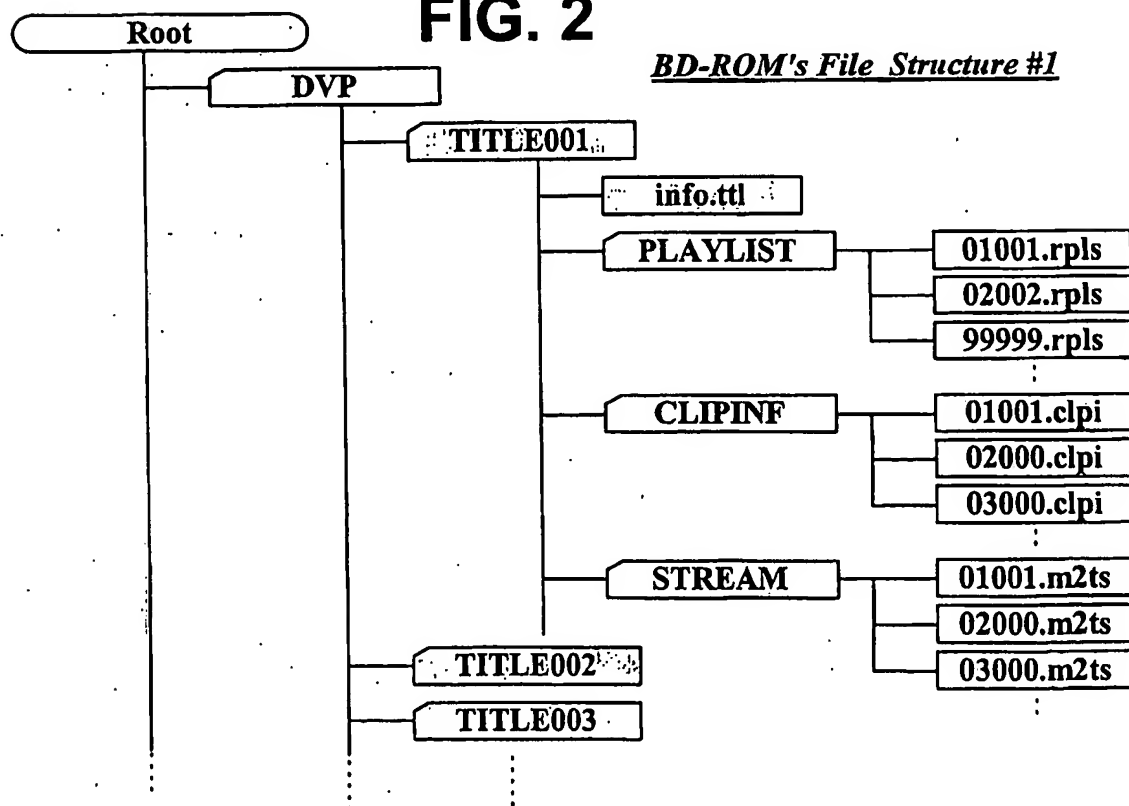 FIG. 2
Root
BD-ROM's File Structure #1
DVP
TITLE001
info.ttl
PLAYLIST
01001.rpls
02002.rpls
99999.rpls
CLIPINF
01001.clpi
02000.clpi
03000.clpi
STREAM
01001.m2ts
02000.m2ts
03000.m2ts
TITLE002
TITLE003